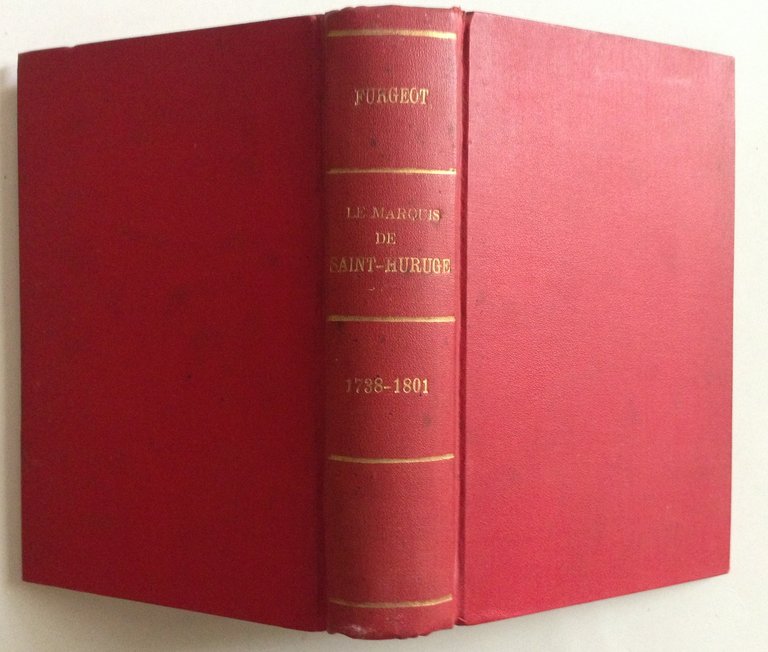 FURGEOT
LE MARQUIS
DE
SAINT-HURUGE
1738-1801